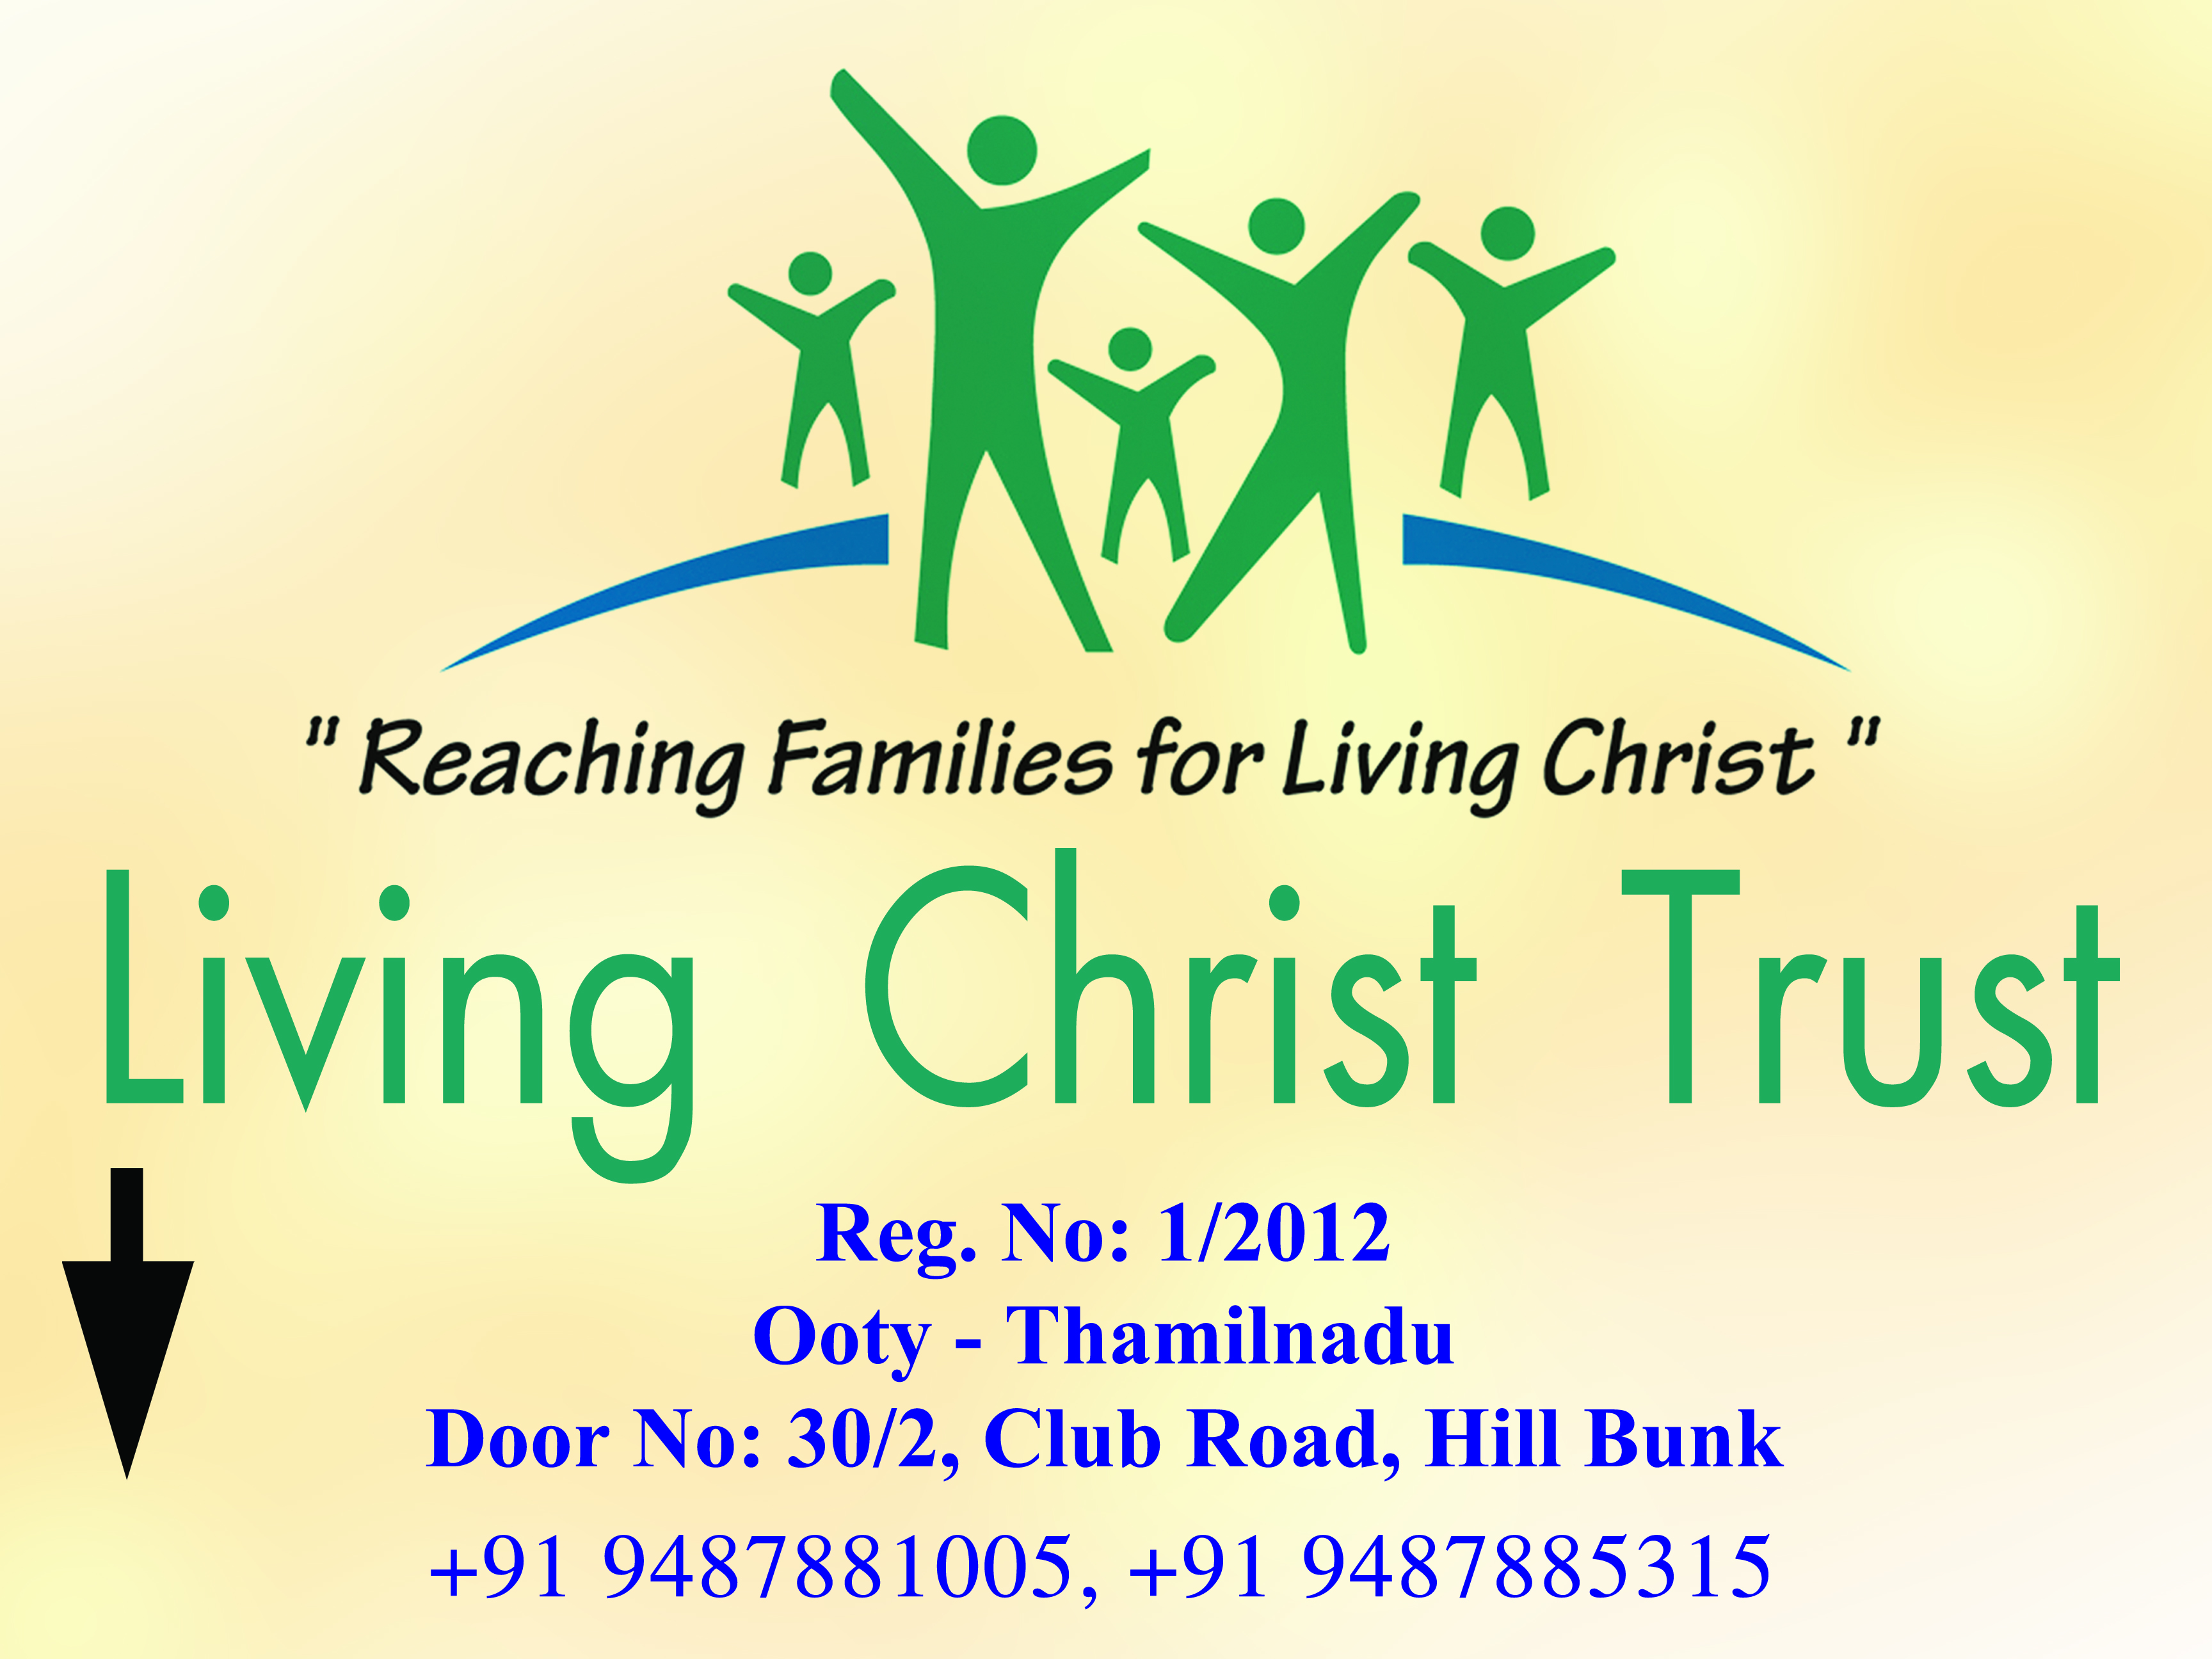 " Reaching Families for Living Christ "
Living Christ Trust
Reg. No: 1/2012
Ooty - Thamilnadu
Door No: 30/2, Club Road, Hill Bunk
+91 9487881005, +91 9487885315